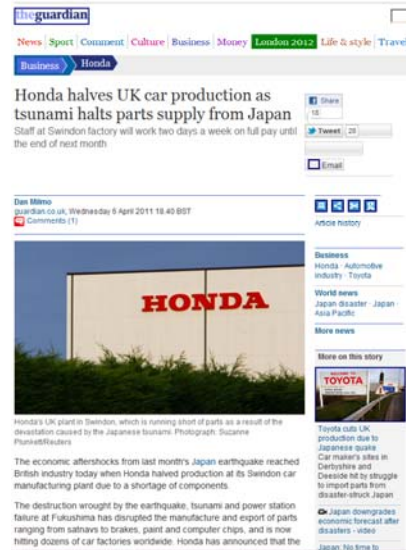 theguardian
News Sport Comment Culture Business Money London 2012 Life & style Trave
Business Honda
Honda halves UK car production as
tsunami halts parts supply from Japan
Staff at Swindon factory will work two days a week on full pay until
the end of next month
Share
18
Tweet 28
Email
Dan Milmo
guardian.co.uk, Wednesday 6 April 2011 18.40 BST
Comments (1)
Article history
HONDA
Honda's UK plant in Swindon, which is running short of parts as a result of the
devastation caused by the Japanese tsunami. Photograph: Suzanne
Plunkett/Reuters
The economic aftershocks from last month's Japan earthquake reached
British industry today when Honda halved production at its Swindon car
manufacturing plant due to a shortage of components.
The destruction wrought by the earthquake, tsunami and power station
failure at Fukushima has disrupted the manufacture and export of parts
ranging from satnavs to brakes, paint and computer chips, and is now
hitting dozens of car factories worldwide. Honda has announced that the
Business
Honda · Automotive
industry · Toyota
World news
Japan disaster · Japan ·
Asia Pacific
More news
More on this story
TOYOTA
Toyota cuts UK
production due to
Japanese quake
Car maker's sites in
Derbyshire and
Deeside hit by struggle
to import parts from
disaster-struck Japan
Japan downgrades
economic forecast after
disasters - video
Japan: No time to